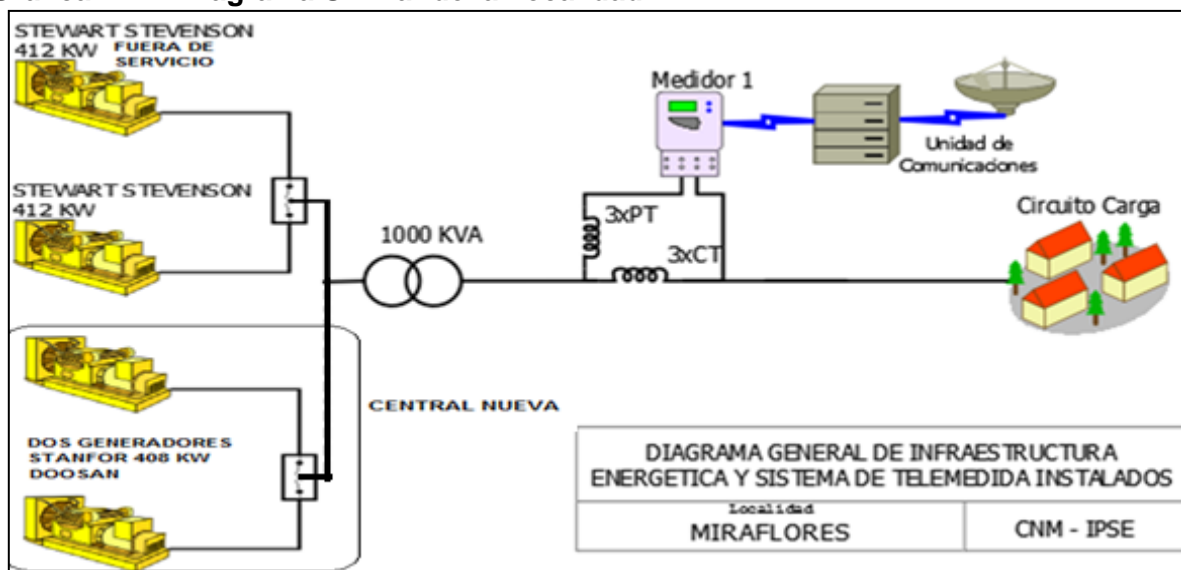 STEWART STEVENSON
412 KW FUERA DE
SERVICIO
STEWART STEVENSON
412 KW
1000 KVA
Medidor 1
3xPT
3xCT
Unidad de
Comunicaciones
Circuito Carga
CENTRAL NUEVA
DOS GENERADORES
STANFOR 408 KW
DOOSAN
DIAGRAMA GENERAL DE INFRAESTRUCTURA
ENERGETICA Y SISTEMA DE TELEMEDIDA INSTALADOS
Localidad
MIRAFLORES
CNM - IPSE